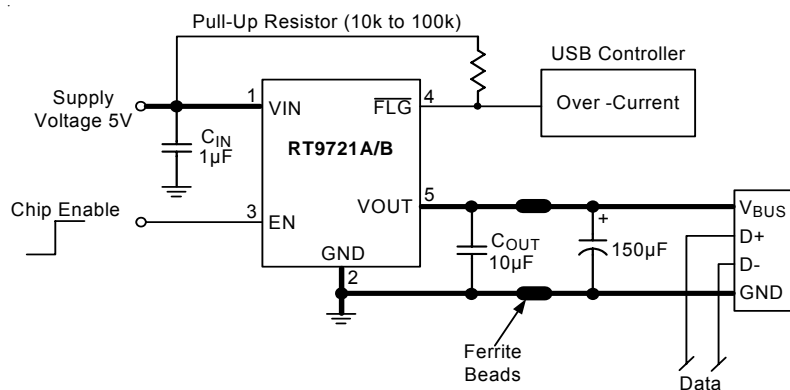 Pull-Up Resistor (10k to 100k)
USB Controller
Supply
Voltage 5V
1
VIN
FLG
4
Over -Current
CIN
1µF
RT9721A/B
Chip Enable
3
EN
VOUT
5
VBUS
+
D+
COUT
10µF
150µF
D-
GND
2
GND
Ferrite
Beads
Data